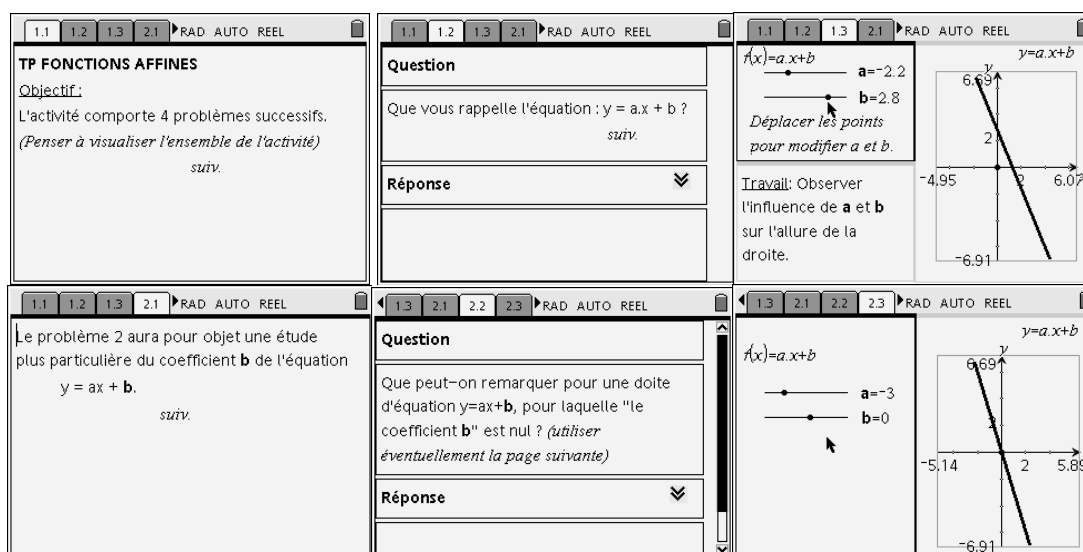 1.1 1.2 1.3 2.1 RAD AUTO REEL
TP FONCTIONS AFFINES
Objectif :
L'activité comporte 4 problèmes successifs.
(Penser à visualiser l'ensemble de l'activité)
suiv.
1.1 1.2 1.3 2.1 RAD AUTO REEL
Question
Que vous rappelle l'équation : y = a.x + b ?
suiv.
Réponse
1.1 1.2 1.3 2.1 RAD AUTO REEL
f(x)=a.x+b
a=-2.2
b=2.8
Déplacer les points
pour modifier a et b.
Travail: Observer
l'influence de a et b
sur l'allure de la
droite.
y=a.x+b
y
6.69
2
-4.95 2 6.07
-6.91
1.1 1.2 1.3 2.1 RAD AUTO REEL
Le problème 2 aura pour objet une étude
plus particulière du coefficient b de l'équation
y = ax + b.
suiv.
1.3 2.1 2.2 2.3 RAD AUTO REEL
Question
Que peut-on remarquer pour une doite
d'équation y=ax+b, pour laquelle "le
coefficient b" est nul ? (utiliser
éventuellement la page suivante)
Réponse
1.3 2.1 2.2 2.3 RAD AUTO REEL
f(x)=a.x+b
a=-3
b=0
y=a.x+b
y
6.69
2
-5.14 2 5.89
-6.91